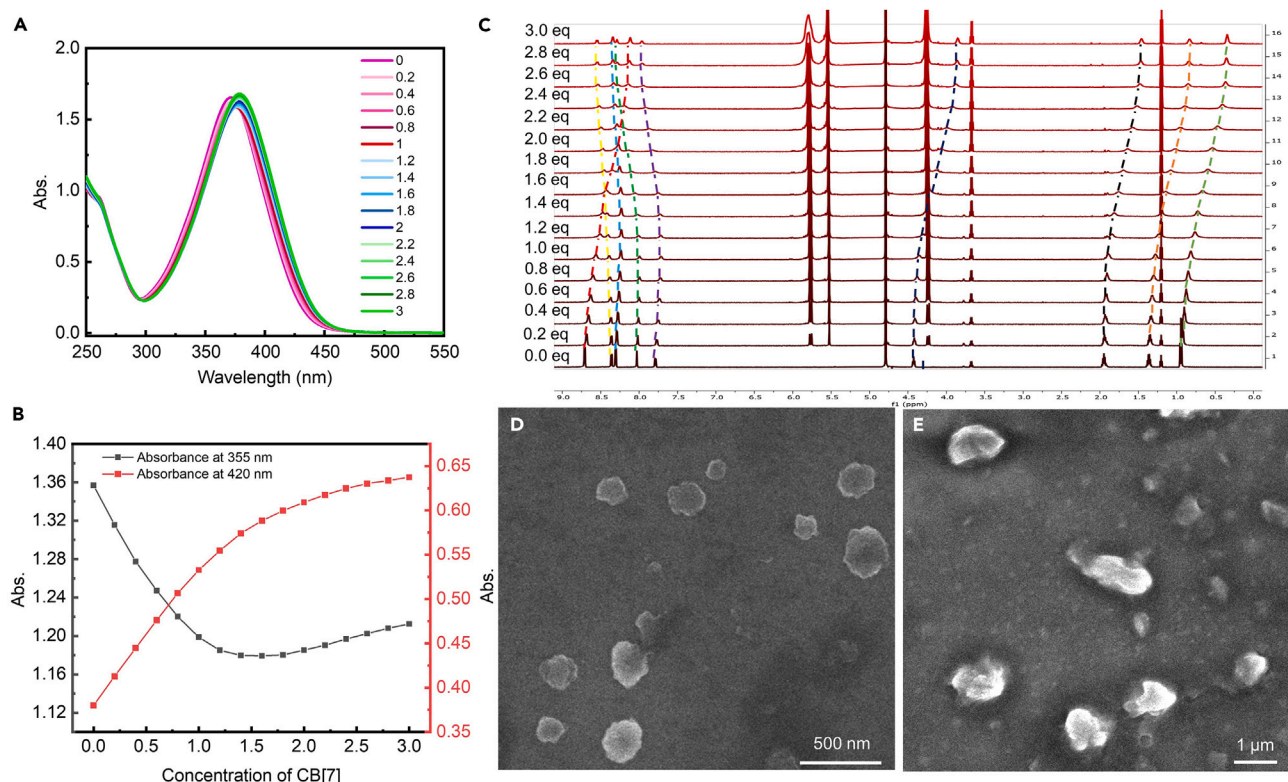 A
2.0
1.5
1.0
0.5
0.0
Abs.
250 300 350 400 450 500 550
Wavelength (nm)
0
0.2
0.4
0.6
0.8
1
1.2
1.4
1.6
1.8
2
2.2
2.4
2.6
2.8
3
B
1.40
1.36
1.32
1.28
1.24
1.20
1.16
1.12
Abs.
Absorbance at 355 nm
Absorbance at 420 nm
0.65
0.60
0.55
0.50
0.45
0.40
0.35
Abs.
0.0 0.5 1.0 1.5 2.0 2.5 3.0
Concentration of CB[7]
C
3.0 eq
2.8 eq
2.6 eq
2.4 eq
2.2 eq
2.0 eq
1.8 eq
1.6 eq
1.4 eq
1.2 eq
1.0 eq
0.8 eq
0.6 eq
0.4 eq
0.2 eq
0.0 eq
16
15
14
13
12
11
10
9
8
7
6
5
4
3
2
1
9.0 8.5 8.0 7.5 7.0 6.5 6.0 5.5 5.0 4.5 4.0 3.5 3.0 2.5 2.0 1.5 1.0 0.5 0.0
f1 (ppm)
D
500 nm
E
1 µm